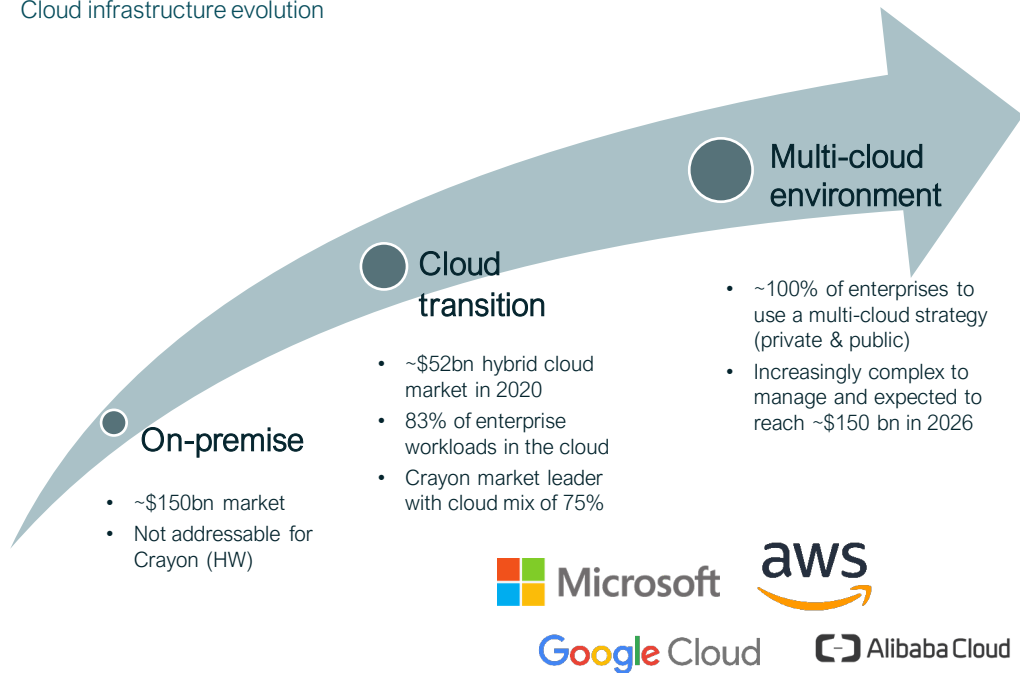 Cloud infrastructure evolution
Multi-cloud
environment
Cloud
transition
• ~100% of enterprises to
use a multi-cloud strategy
(private & public)
• Increasingly complex to
manage and expected to
reach ~$150 bn in 2026
• ~$52bn hybrid cloud
market in 2020
• 83% of enterprise
workloads in the cloud
• Crayon market leader
with cloud mix of 75%
On-premise
• ~$150bn market
• Not addressable for
Crayon (HW)
Microsoft
aws
Google Cloud
Alibaba Cloud